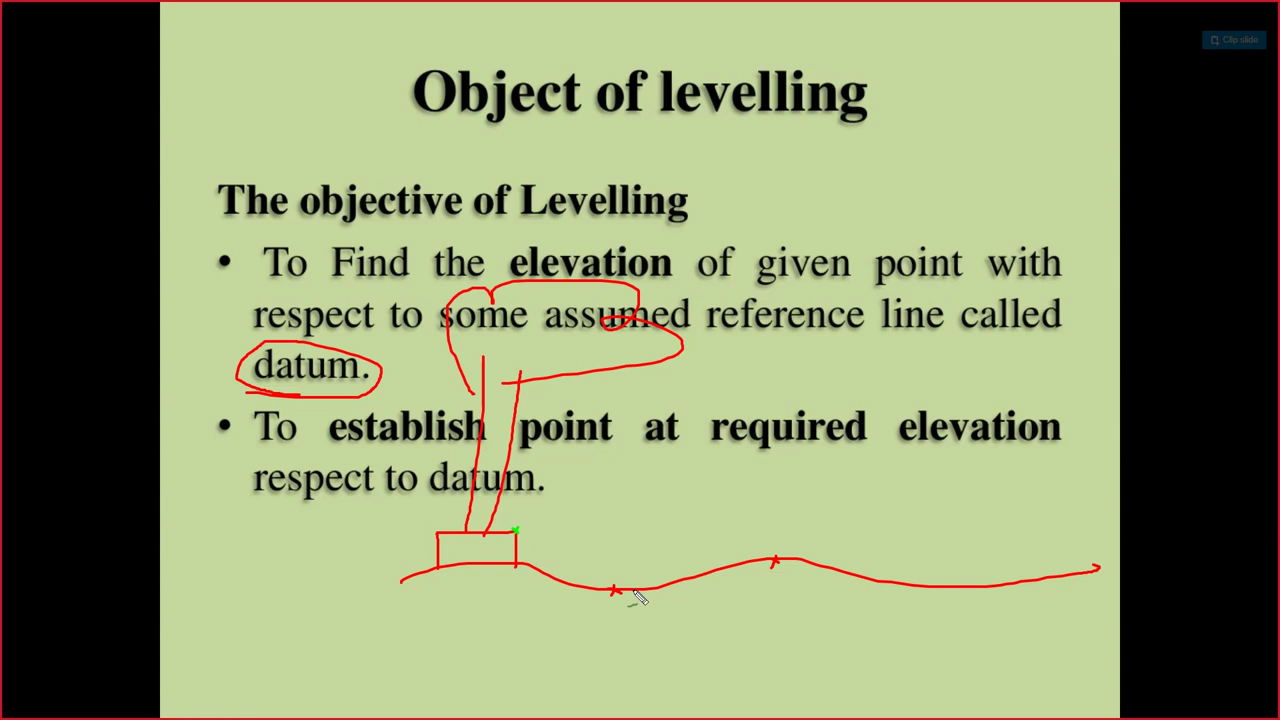 Clip slide
Object of levelling
The objective of Levelling
• To Find the elevation of given point with
respect to some assumed reference line called
datum.
• To establish point at required elevation
respect to datum.